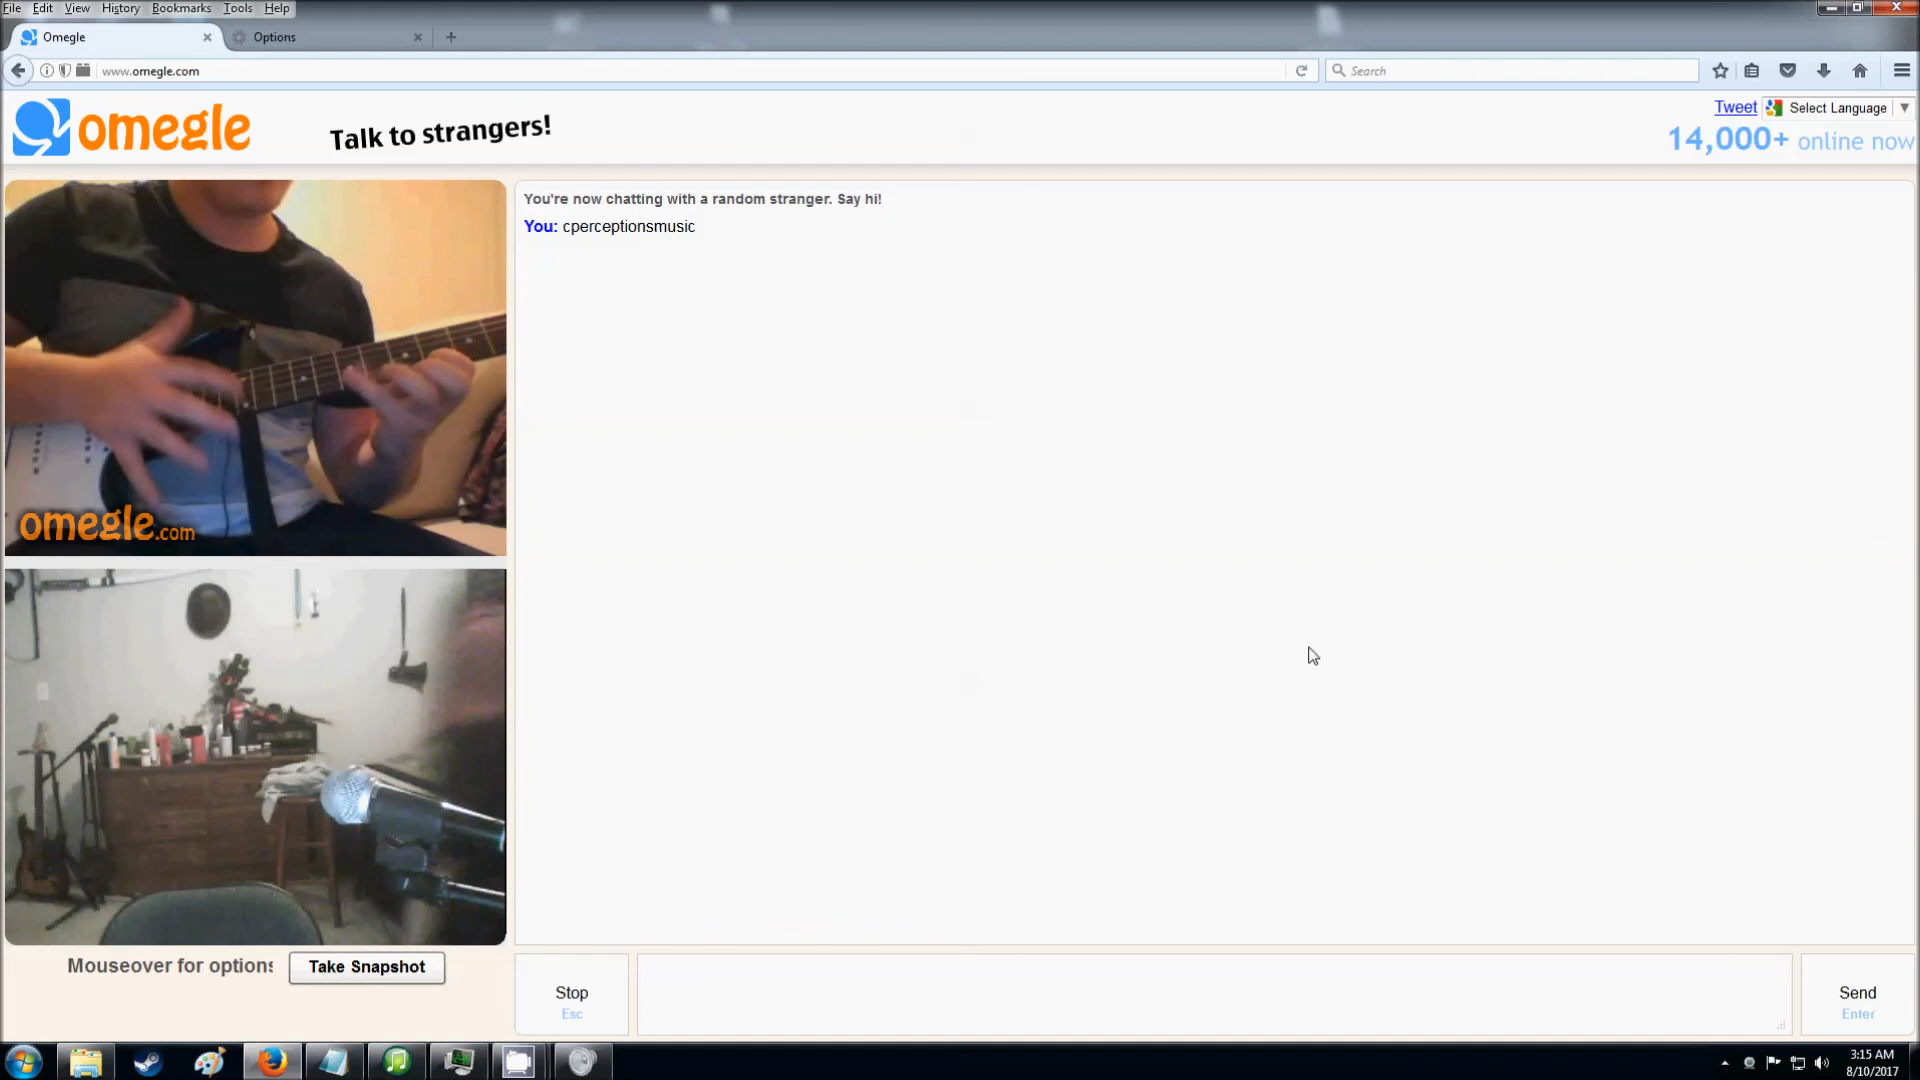 File Edit View History Bookmarks Tools Help
Omegle
Options
www.omegle.com
Search
omegle
Talk to strangers!
Tweet
Select Language
14,000+ online now
You're now chatting with a random stranger. Say hi!
You: cperceptionsmusic
omegle.com
Mouseover for options
Take Snapshot
Stop
Esc
Send
Enter
3:15 AM
8/10/2017